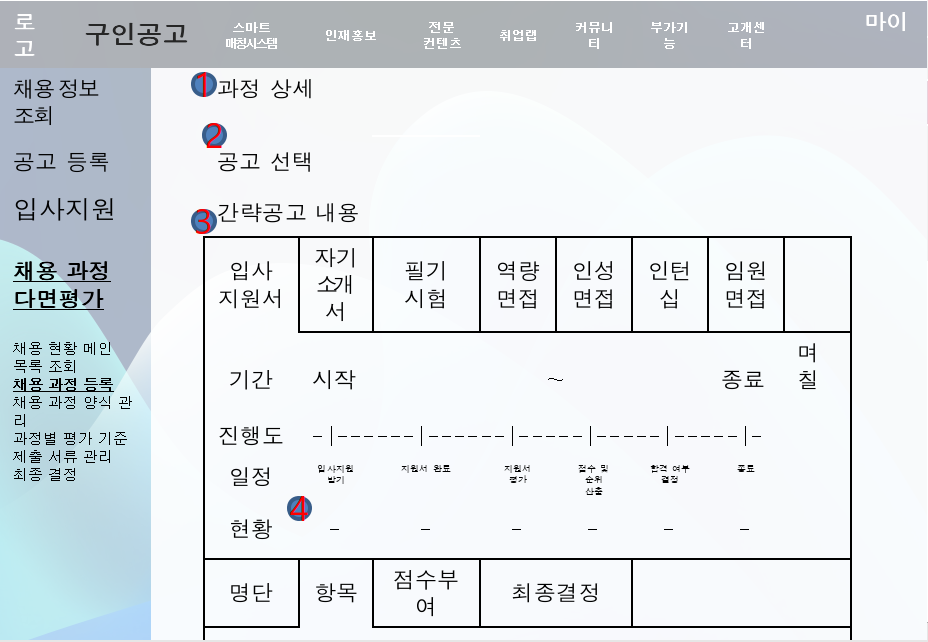 로
고
구인공고
스마트
매칭시스템
인재홍보
전문
컨텐츠
취업랩
커뮤니
티
부가기
능
고객센
터
마이
채용 정보
조회
공고 등록
입사지원
채용 과정
다면평가
채용 현황 메인
목록 조회
채용 과정 등록
채용 과정 양식 관
리
과정별 평가 기준
제출 서류 관리
최종 결정
1 과정 상세
2
공고 선택
3 간략공고 내용
입사
지원서
자기
소개
서
필기
시험
역량
면접
인성
면접
인턴
십
임원
면접
기간
시작
~
종료
며
칠
진행도
일정
입사지원
받기
지원서 완료
지원서
평가
점수 및
순위
산출
합격 여부
결정
종료
4
현황
– – – – – –
명단
항목
점수부
여
최종결정